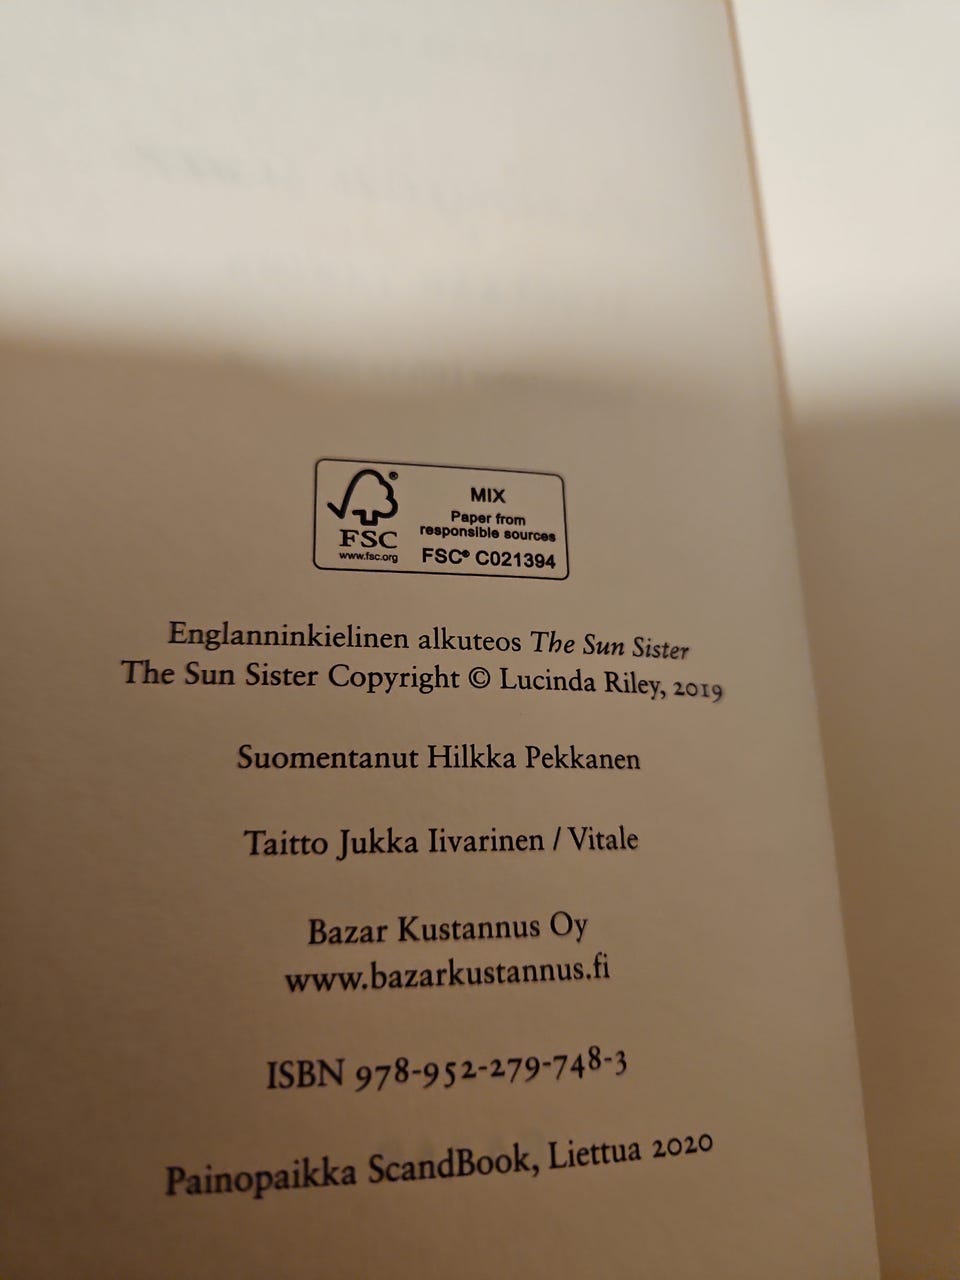 MIX
Paper from
responsible sources
FSC® C021394
FSC
www.fsc.org
Englanninkielinen alkuteos The Sun Sister
The Sun Sister Copyright © Lucinda Riley, 2019
Suomentanut Hilkka Pekkanen
Taitto Jukka Iivarinen / Vitale
Bazar Kustannus Oy
www.bazarkustannus.fi
ISBN 978-952-279-748-3
Painopaikka ScandBook, Liettua 2020